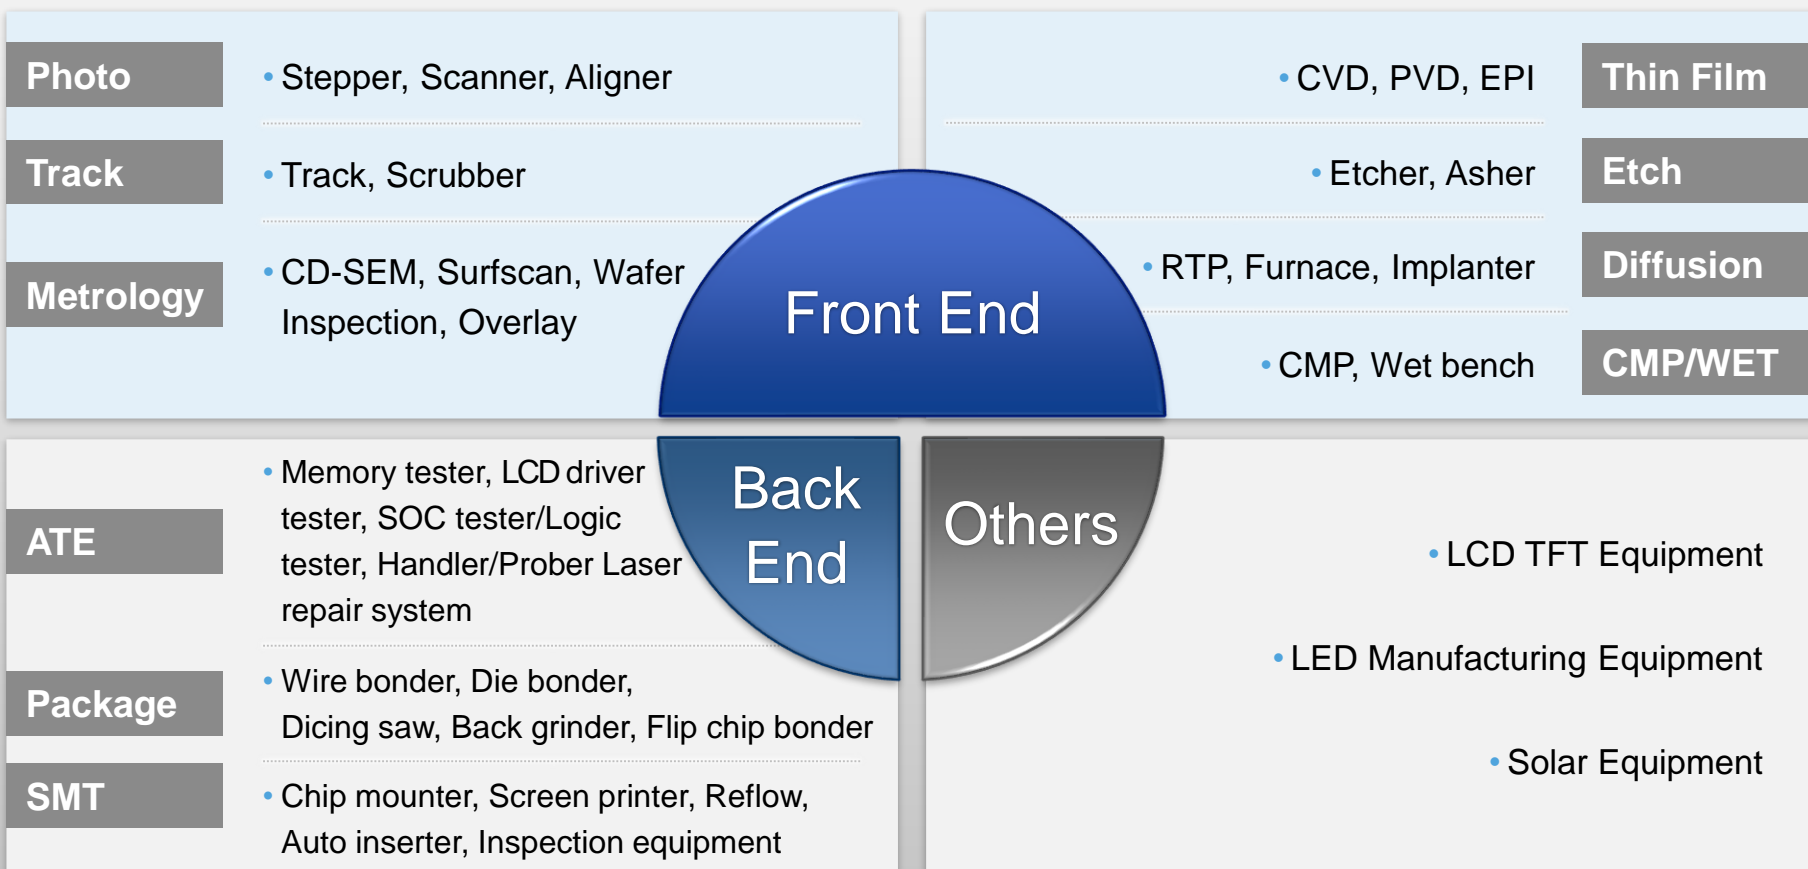 Photo
• Stepper, Scanner, Aligner
Track
• Track, Scrubber
Metrology
• CD-SEM, Surfscan, Wafer
Inspection, Overlay
• CVD, PVD, EPI
Thin Film
• Etcher, Asher
Etch
• RTP, Furnace, Implanter
Diffusion
• CMP, Wet bench
CMP/WET
Front End
Back
End
Others
ATE
• Memory tester, LCD driver
tester, SOC tester/Logic
tester, Handler/Prober Laser
repair system
Package
• Wire bonder, Die bonder,
Dicing saw, Back grinder, Flip chip bonder
SMT
• Chip mounter, Screen printer, Reflow,
Auto inserter, Inspection equipment
• LCD TFT Equipment
• LED Manufacturing Equipment
• Solar Equipment